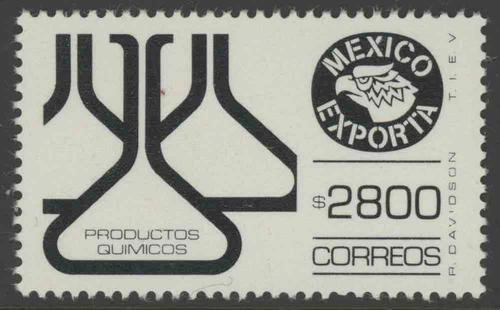 MEXICO
EXPORTA
$2800
CORREOS
PRODUCTOS
QUIMICOS
R. DAVIDSON T.I.E.V